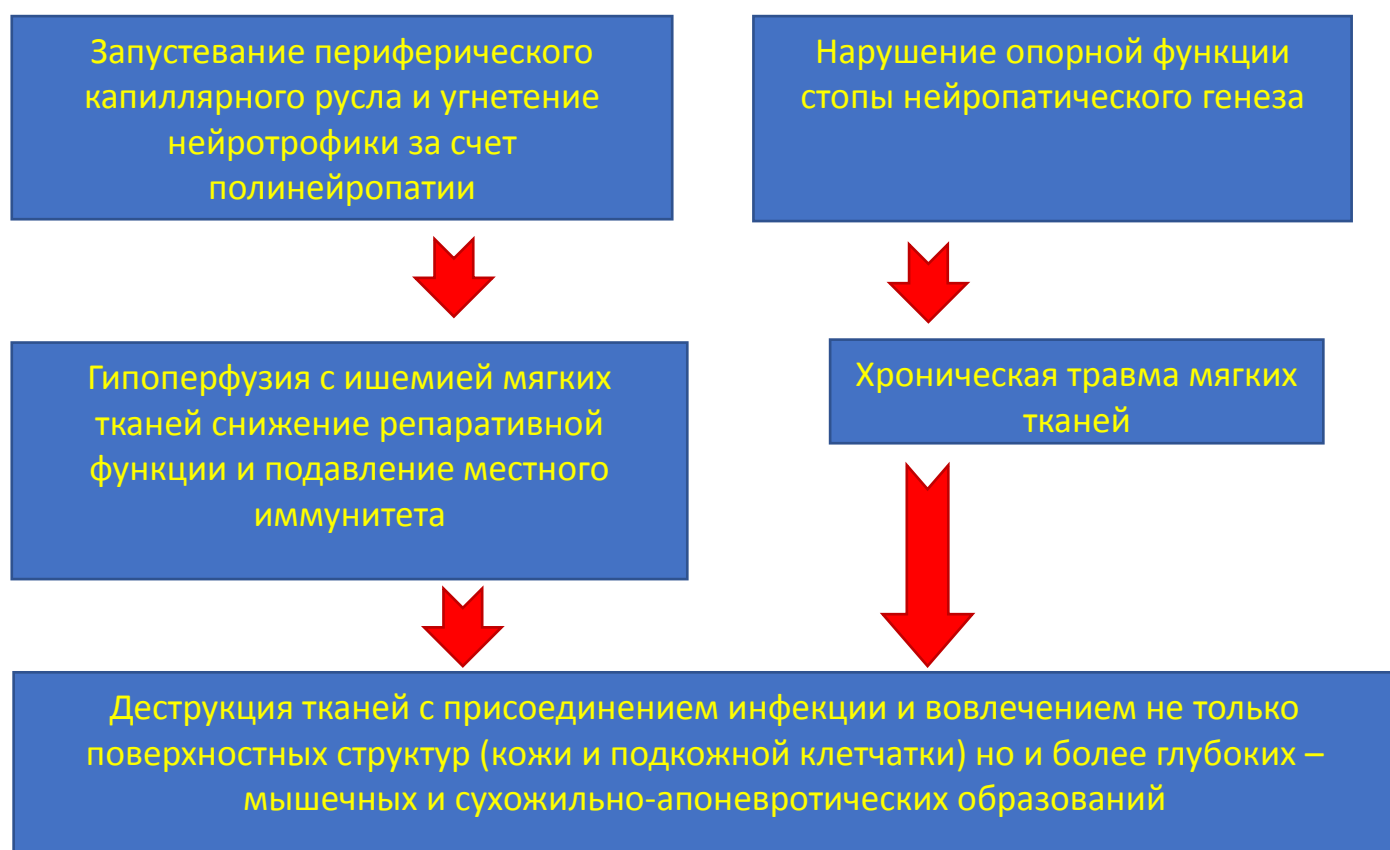 Запустевание периферического
капиллярного русла и угнетение
нейротрофики за счет
полинейропатии
Нарушение опорной функции
стопы нейропатического генеза
Гипоперфузия с ишемией мягких
тканей снижение репаративной
функции и подавление местного
иммунитета
Хроническая травма мягких
тканей
Деструкция тканей с присоединением инфекции и вовлечением не только
поверхностных структур (кожи и подкожной клетчатки) но и более глубоких –
мышечных и сухожильно-апоневротических образований